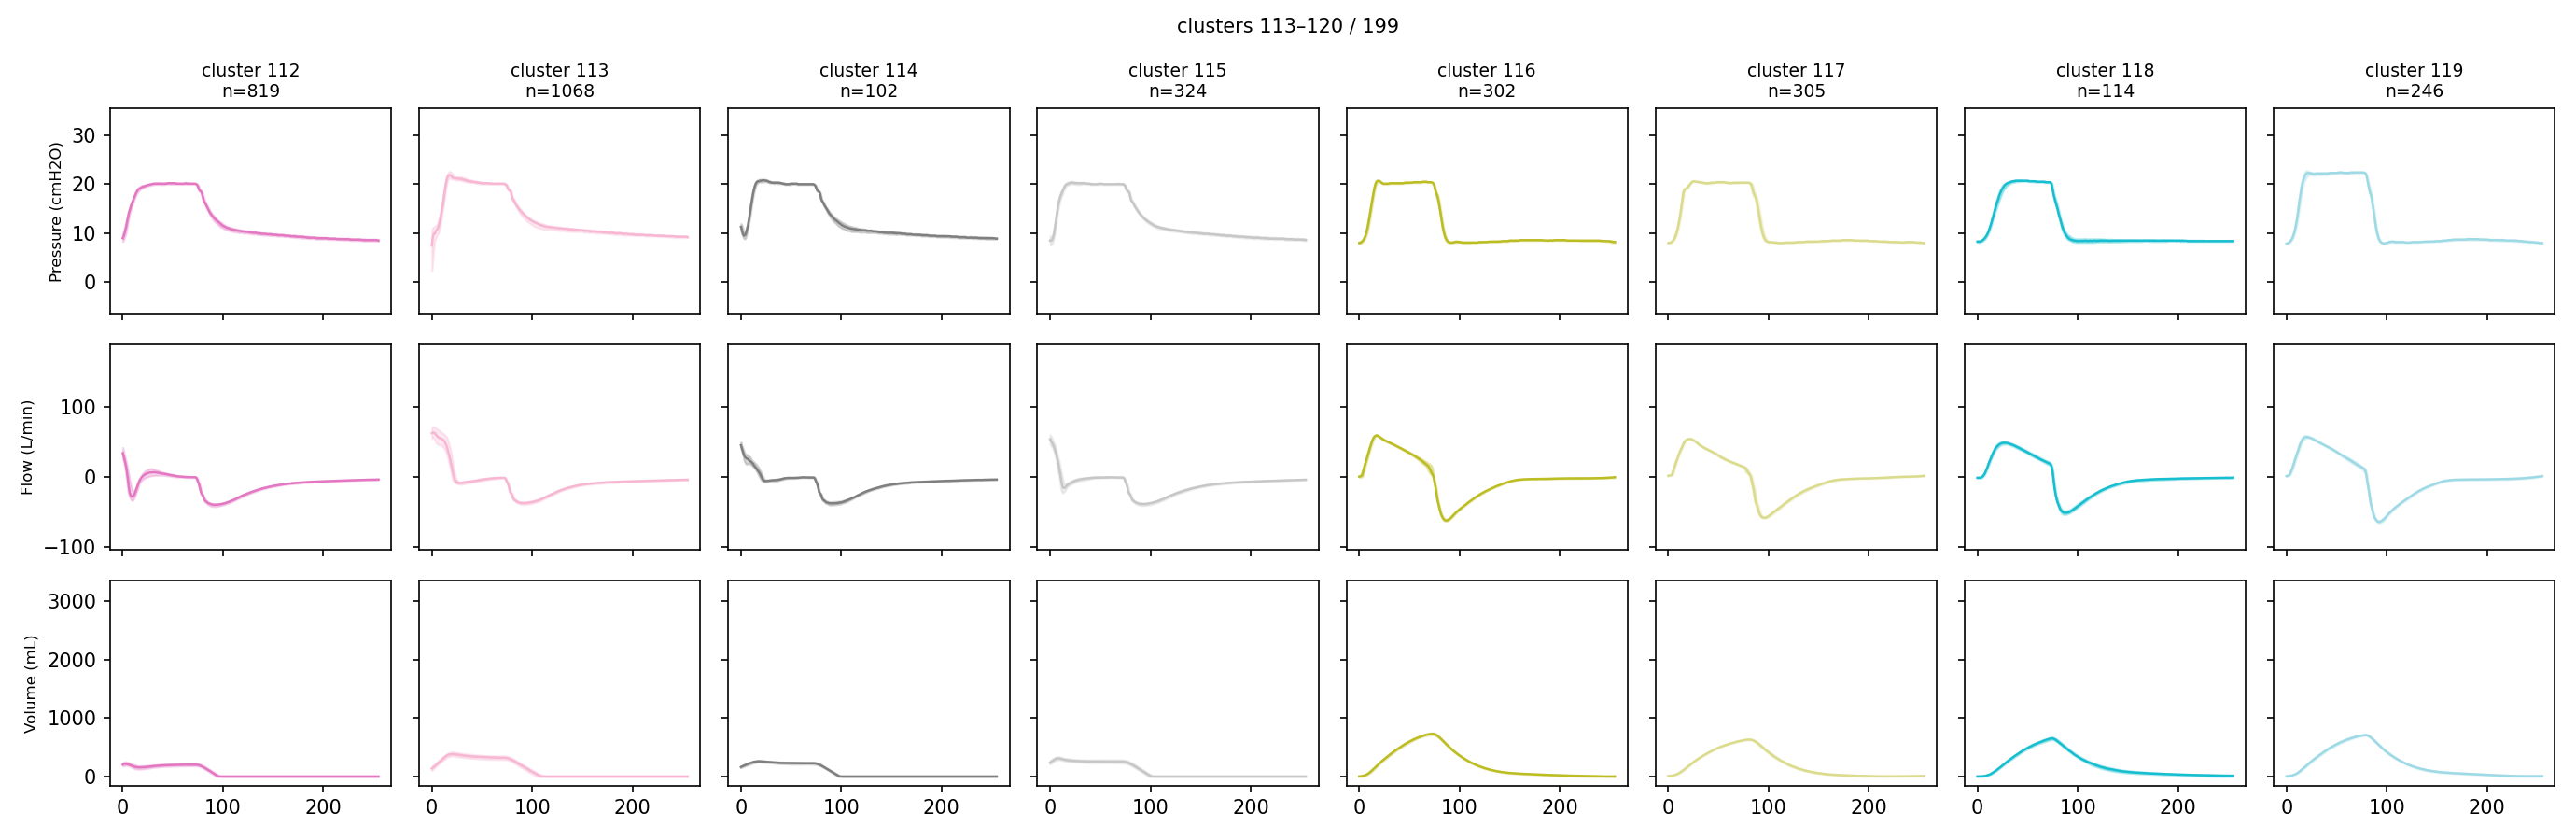 clusters 113–120 / 199
cluster 112
n=819
cluster 113
n=1068
cluster 114
n=102
cluster 115
n=324
cluster 116
n=302
cluster 117
n=305
cluster 118
n=114
cluster 119
n=246
Pressure (cmH2O)
30
20
10
0
Flow (L/min)
100
0
−100
Volume (mL)
3000
2000
1000
0
0 100 200
0 100 200
0 100 200
0 100 200
0 100 200
0 100 200
0 100 200
0 100 200